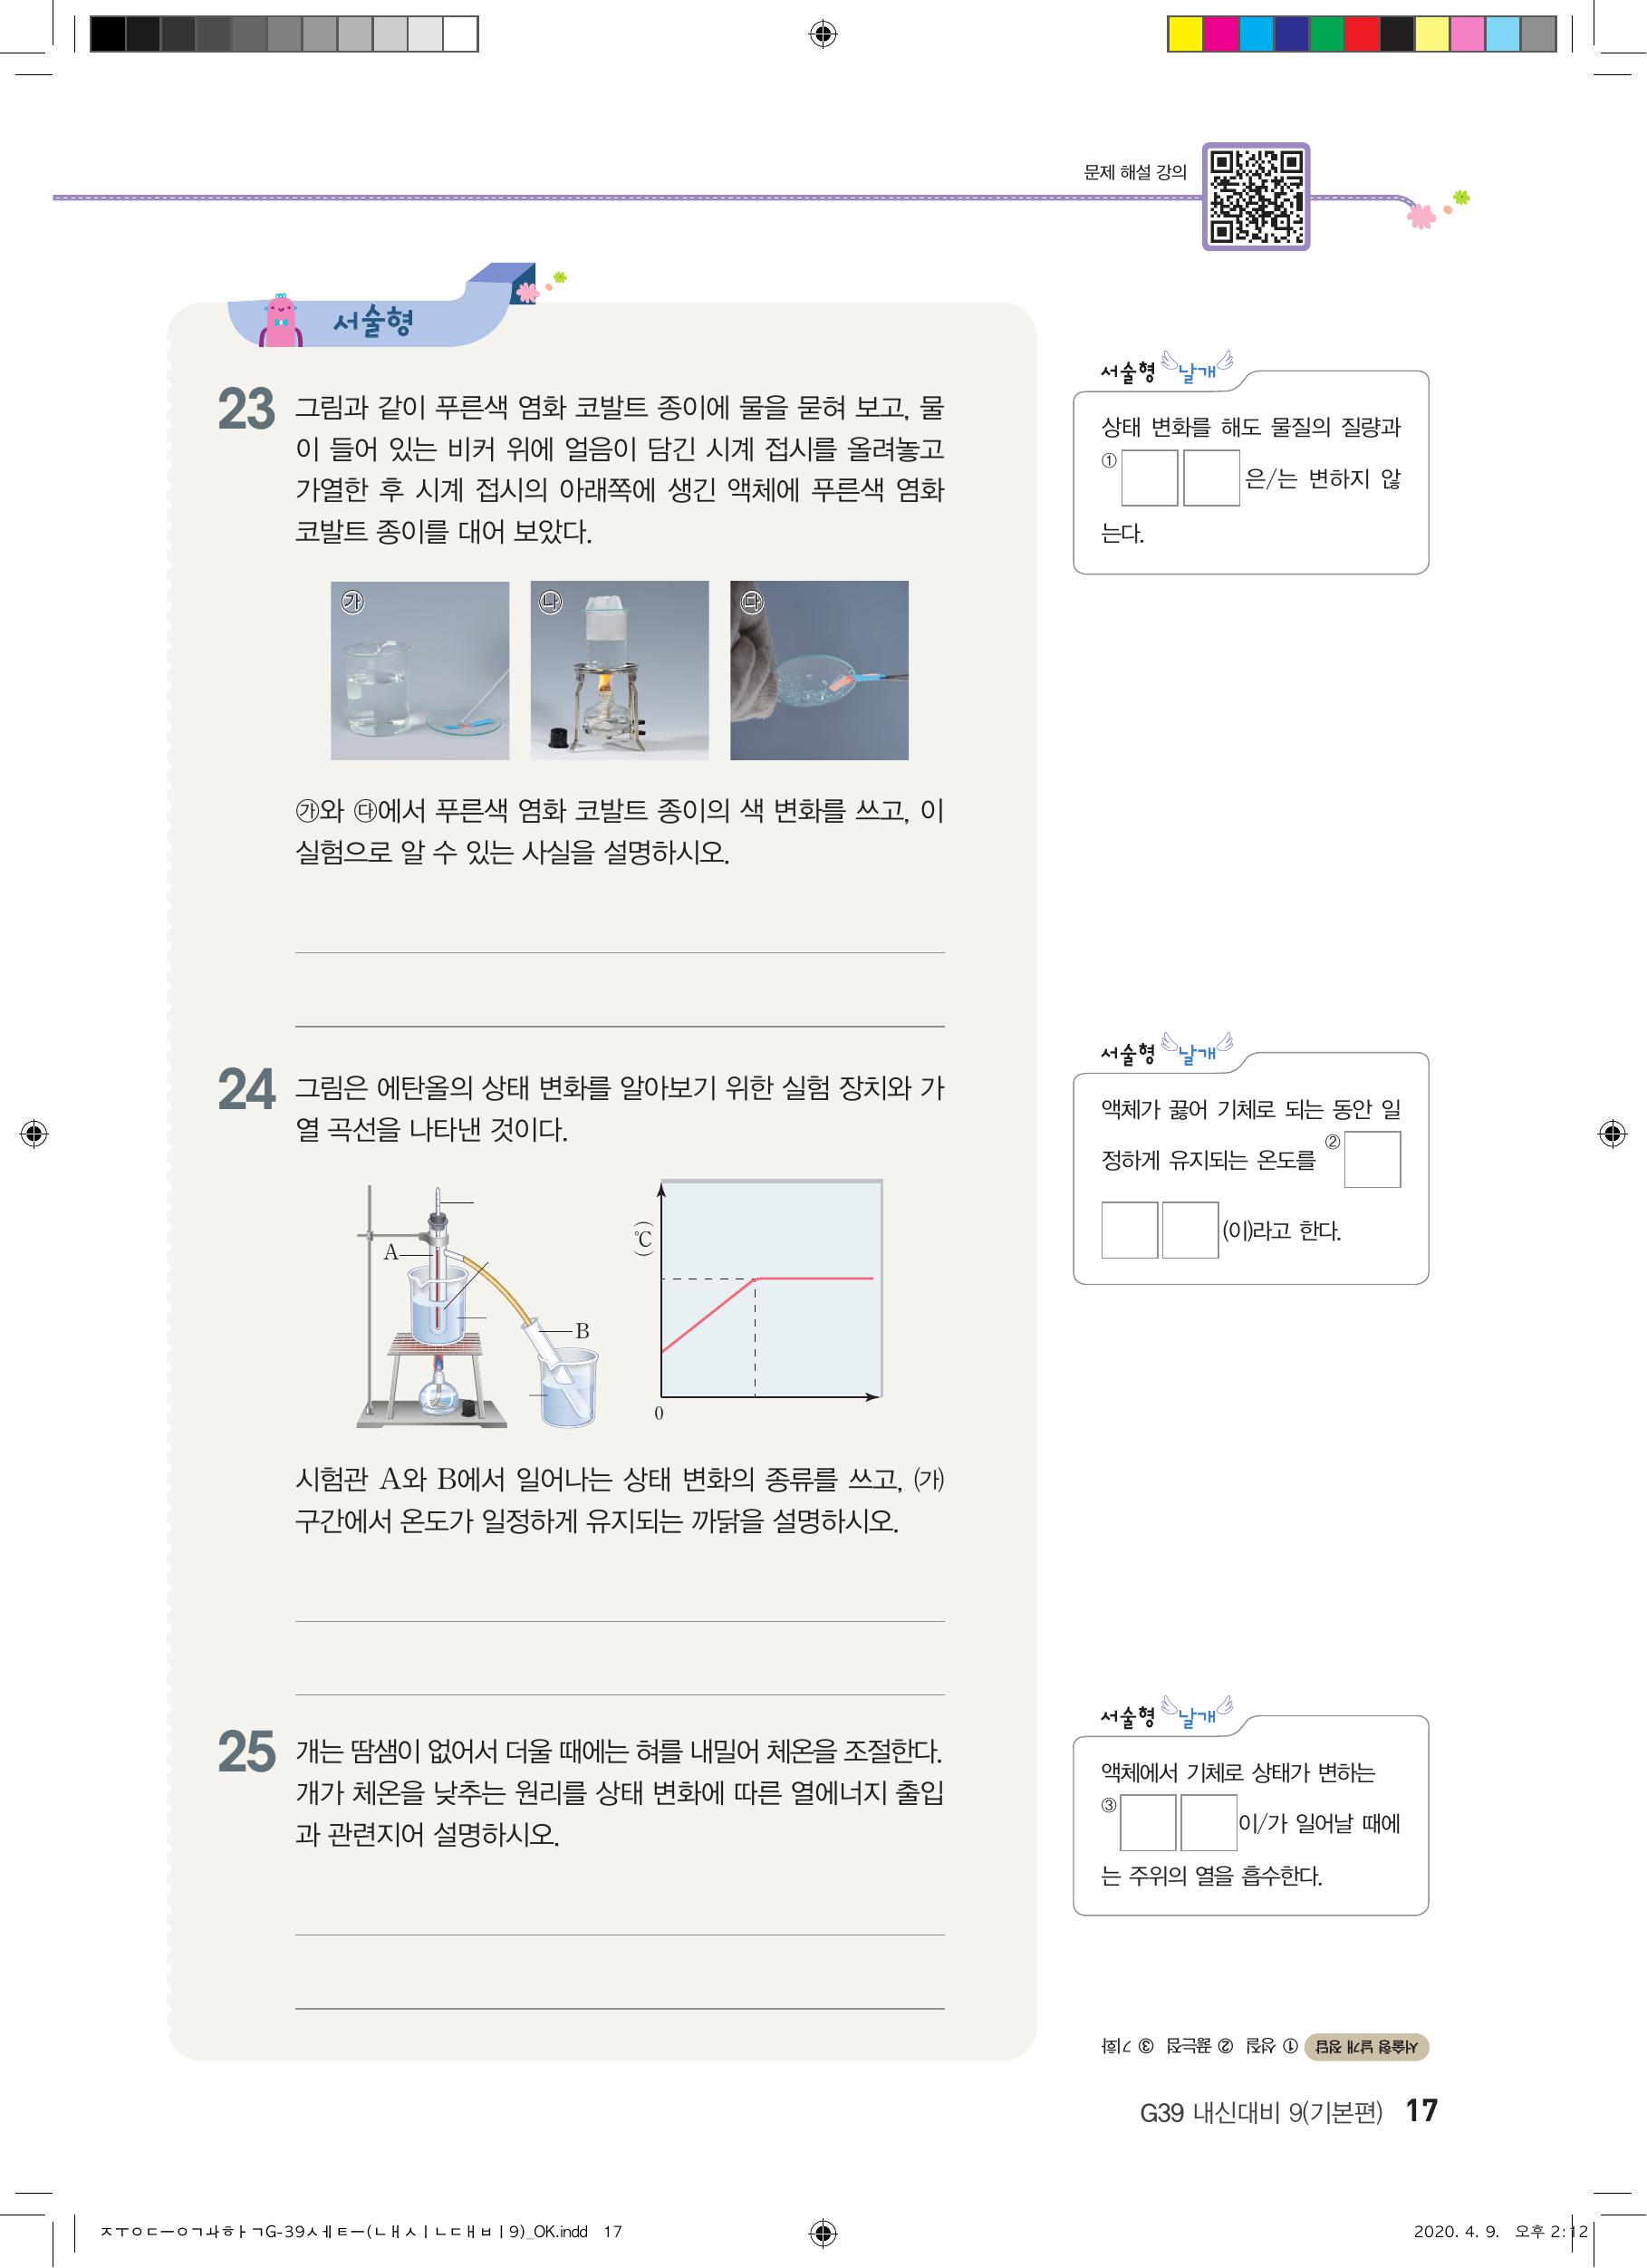 문제 해설 강의
서술형
23 그림과 같이 푸른색 염화 코발트 종이에 물을 묻혀 보고, 물
이 들어 있는 비커 위에 얼음이 담긴 시계 접시를 올려놓고
가열한 후 시계 접시의 아래쪽에 생긴 액체에 푸른색 염화
코발트 종이를 대어 보았다.
㉮ ㉯ ㉰
㉮와 ㉰에서 푸른색 염화 코발트 종이의 색 변화를 쓰고, 이
실험으로 알 수 있는 사실을 설명하시오.
서술형 날개
상태 변화를 해도 물질의 질량과
① 은/는 변하지 않
는다.
24 그림은 에탄올의 상태 변화를 알아보기 위한 실험 장치와 가
열 곡선을 나타낸 것이다.
A
B
(℃)
0
시험관 A와 B에서 일어나는 상태 변화의 종류를 쓰고, ㈎
구간에서 온도가 일정하게 유지되는 까닭을 설명하시오.
서술형 날개
액체가 끓어 기체로 되는 동안 일
정하게 유지되는 온도를 ②
(이)라고 한다.
25 개는 땀샘이 없어서 더울 때에는 혀를 내밀어 체온을 조절한다.
개가 체온을 낮추는 원리를 상태 변화에 따른 열에너지 출입
과 관련지어 설명하시오.
서술형 날개
액체에서 기체로 상태가 변하는
③ 이/가 일어날 때에
는 주위의 열을 흡수한다.
서술형 날개 정답 ① 성질 ② 끓는점 ③ 기화
G39 내신대비 9(기본편) 17
ㅈㅜㅇㄷㅡㅇㄱㅘㅎㅏㄱG-39ㅅㅔㅌㅡ(ㄴㅐㅅㅣㄴㄷㅐㅂㅣ9)_OK.indd 17
2020. 4. 9. 오후 2:12